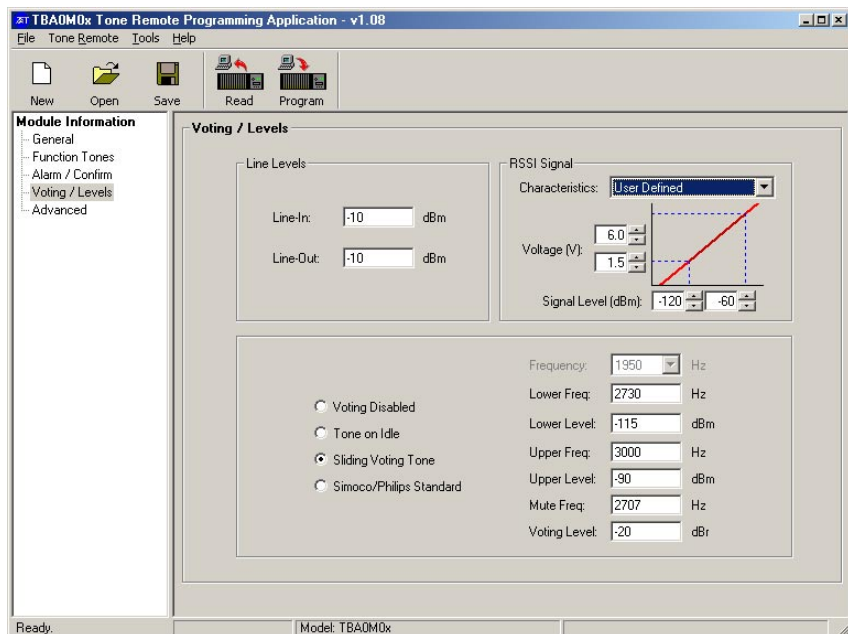 TBA0M0x Tone Remote Programming Application - v1.08
File Tone Remote Tools Help
New Open Save Read Program
Module Information
General
Function Tones
Alarm / Confirm
Voting / Levels
Advanced
Voting / Levels
Line Levels
Line-In: -10 dBm
Line-Out: -10 dBm
RSSI Signal
Characteristics: User Defined
Voltage (V): 6.0
1.5
Signal Level (dBm): -120 -60
Voting Disabled
Tone on Idle
Sliding Voting Tone
Simoco/Philips Standard
Frequency: 1950 Hz
Lower Freq: 2730 Hz
Lower Level: -115 dBm
Upper Freq: 3000 Hz
Upper Level: -90 dBm
Mute Freq: 2707 Hz
Voting Level: -20 dBr
Ready. Model: TBA0M0x